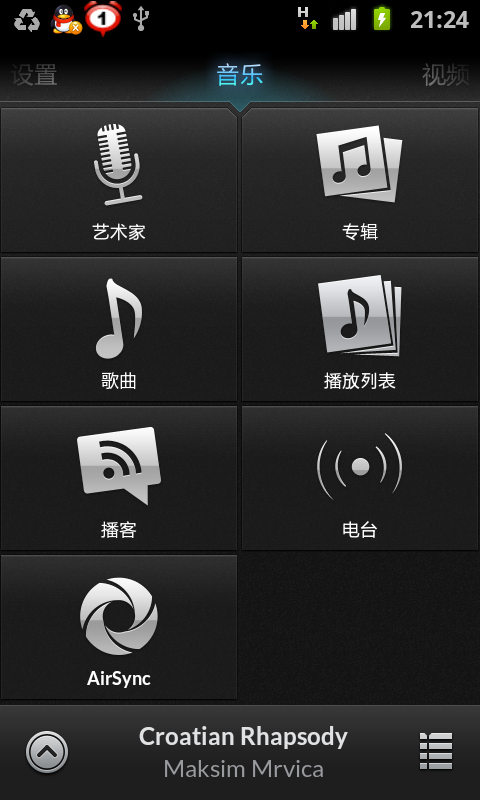 1
H
21:24
设置
音乐
视频
艺术家
专辑
歌曲
播放列表
播客
电台
AirSync
Croatian Rhapsody
Maksim Mrvica